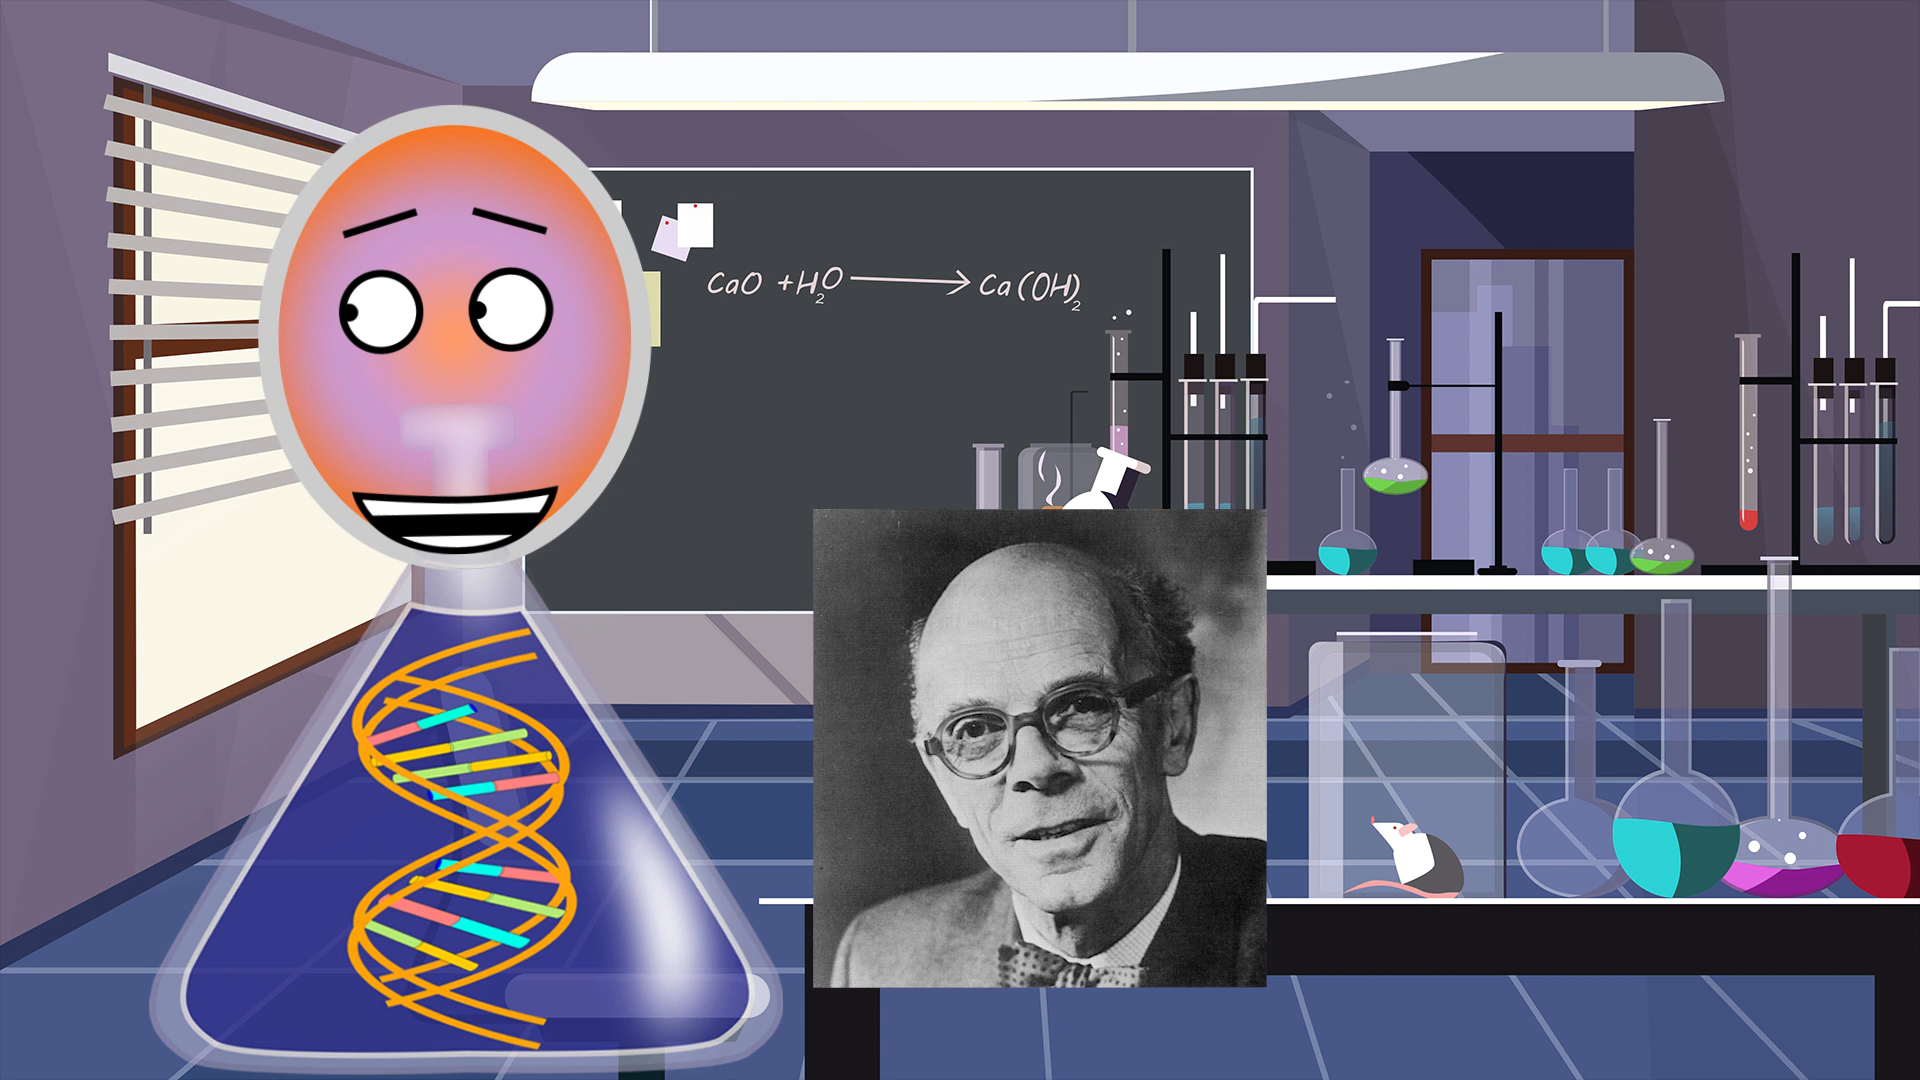 CaO + H₂O ⟶ Ca(OH)₂